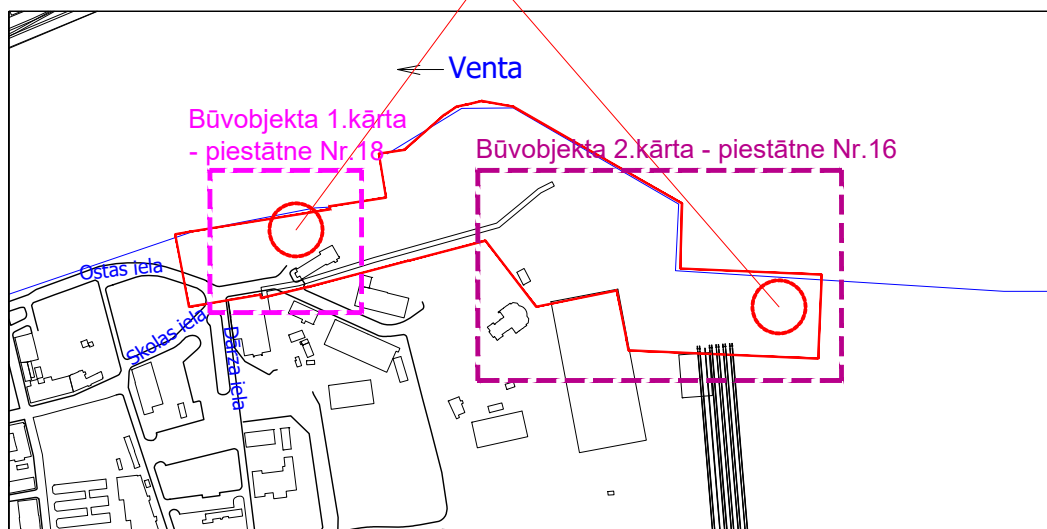 Venta
Būvobjekta 1.kārta
- piestātne Nr.18
Būvobjekta 2.kārta - piestātne Nr.16
Ostas iela
Skolas iela
Dārza iela